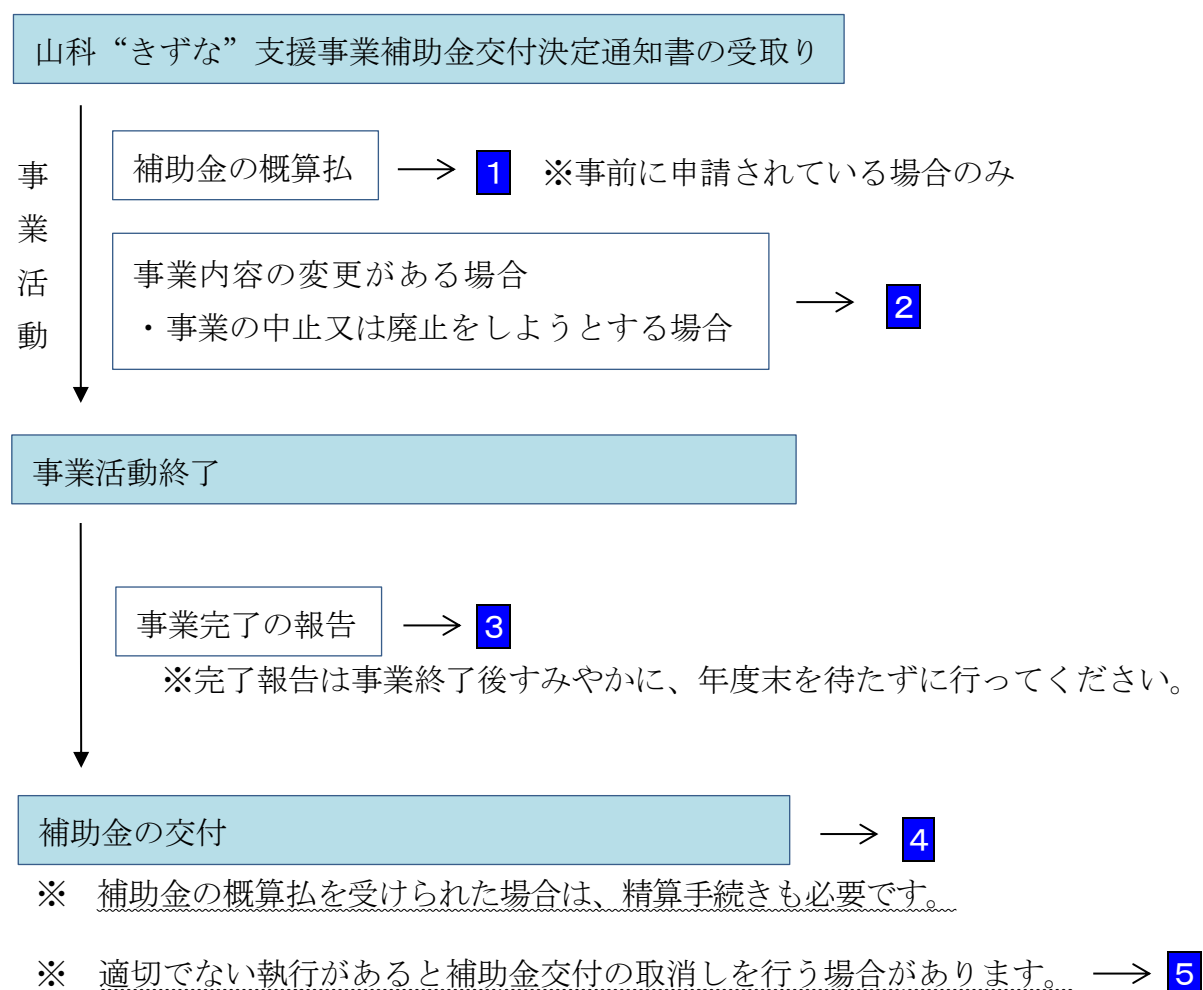 山科“きずな”支援事業補助金交付決定通知書の受取り
事業活動
補助金の概算払 → 1 ※事前に申請されている場合のみ
事業内容の変更がある場合
・事業の中止又は廃止をしようとする場合 → 2
事業活動終了
事業完了の報告 → 3
※完了報告は事業終了後すみやかに、年度末を待たずに行ってください。
補助金の交付 → 4
※ 補助金の概算払を受けられた場合は、精算手続きも必要です。
※ 適切でない執行があると補助金交付の取消しを行う場合があります。 → 5